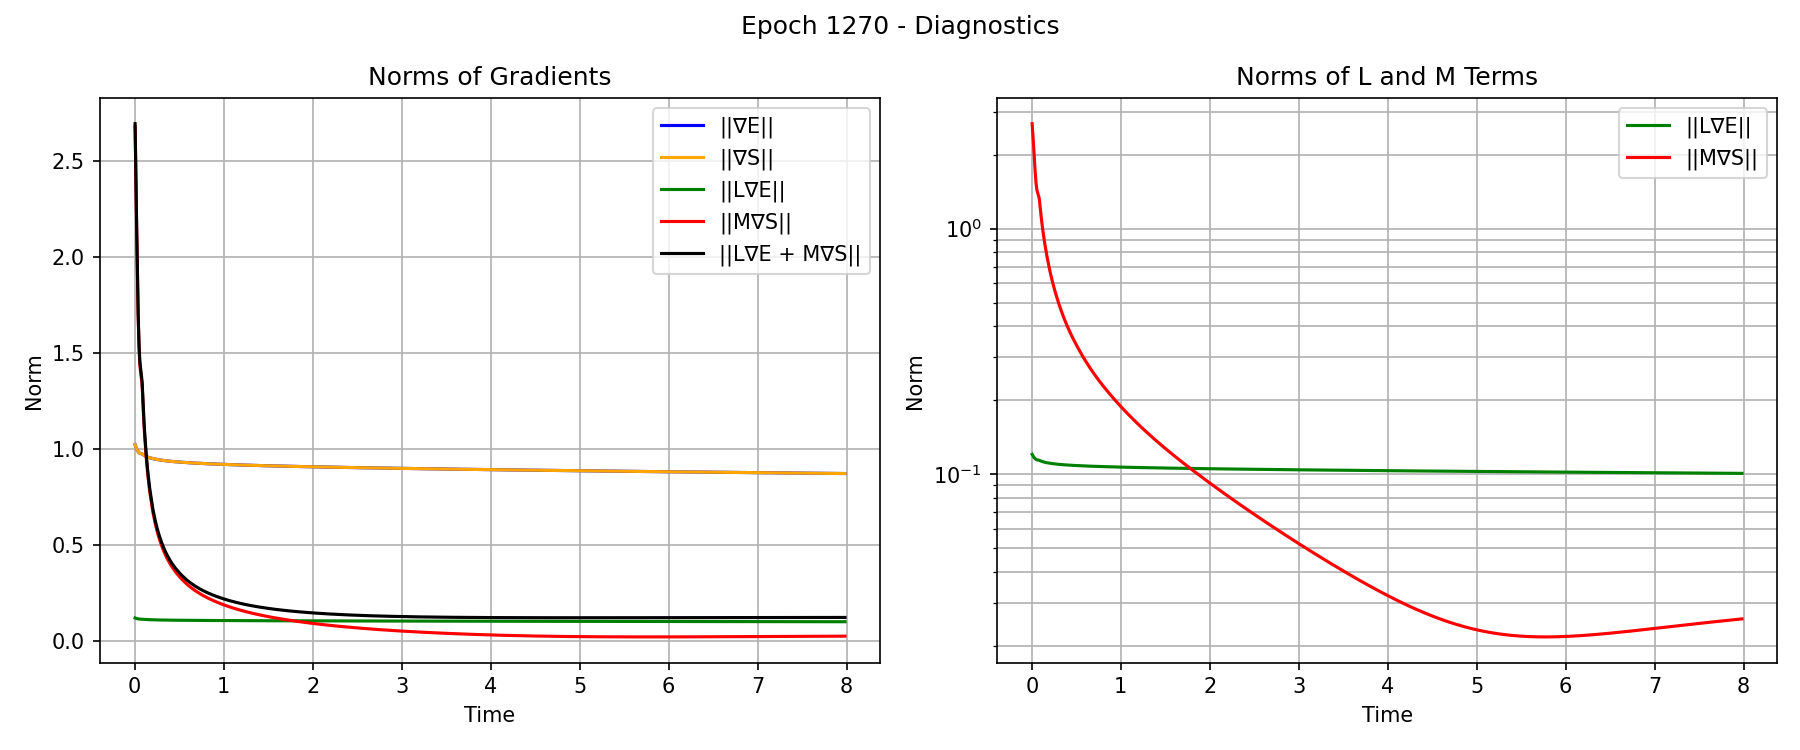 Epoch 1270 - Diagnostics
Norms of Gradients
||∇E||
||∇S||
||L∇E||
||M∇S||
||L∇E + M∇S||
2.5
2.0
1.5
1.0
0.5
0.0
Norm
0 1 2 3 4 5 6 7 8
Time
Norms of L and M Terms
||L∇E||
||M∇S||
10⁰
10⁻¹
Norm
0 1 2 3 4 5 6 7 8
Time